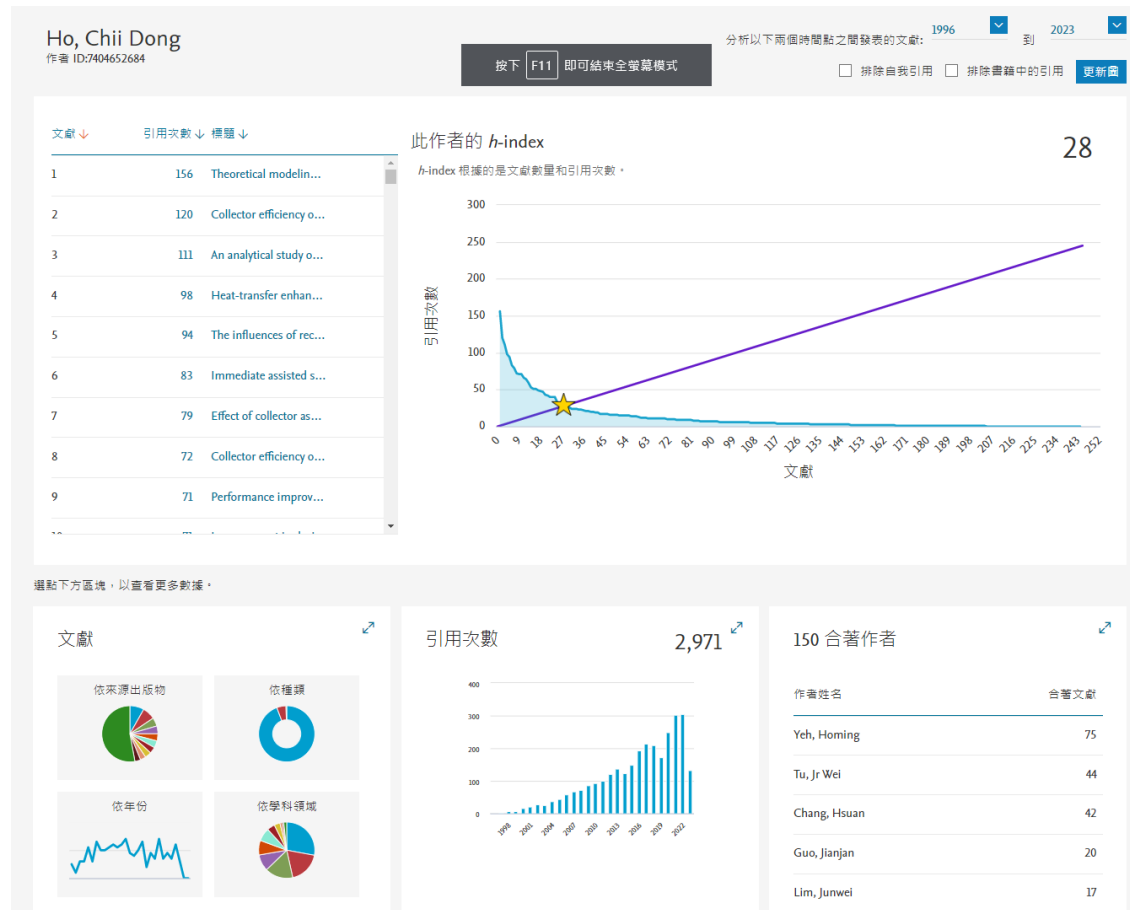 Ho, Chii Dong
作者 ID:7404652684
按下 F11 即可結束全螢幕模式
分析以下兩個時間點之間發表的文獻: 1996 到 2023
排除自我引用 排除書籍中的引用 更新圖
文獻 引用次數 標題
1 156 Theoretical modelin...
2 120 Collector efficiency o...
3 111 An analytical study o...
4 98 Heat-transfer enhan...
5 94 The influences of rec...
6 83 Immediate assisted s...
7 79 Effect of collector as...
8 72 Collector efficiency o...
9 71 Performance improv...
此作者的 h-index 28
h-index 根據的是文獻數量和引用次數。
引用次數
300
250
200
150
100
50
0
0 9 18 27 36 45 54 63 72 81 90 99 108 117 126 135 144 153 162 171 180 189 198 207 216 225 234 243 252
文獻
選點下方區塊，以查看更多數據。
文獻
依來源出版物 依種類
依年份 依學科領域
引用次數 2,971
400
300
200
100
0
1998 2001 2004 2007 2010 2013 2016 2019 2022
150 合著作者
作者姓名 合著文獻
Yeh, Homing 75
Tu, Jr Wei 44
Chang, Hsuan 42
Guo, Jianjan 20
Lim, Junwei 17